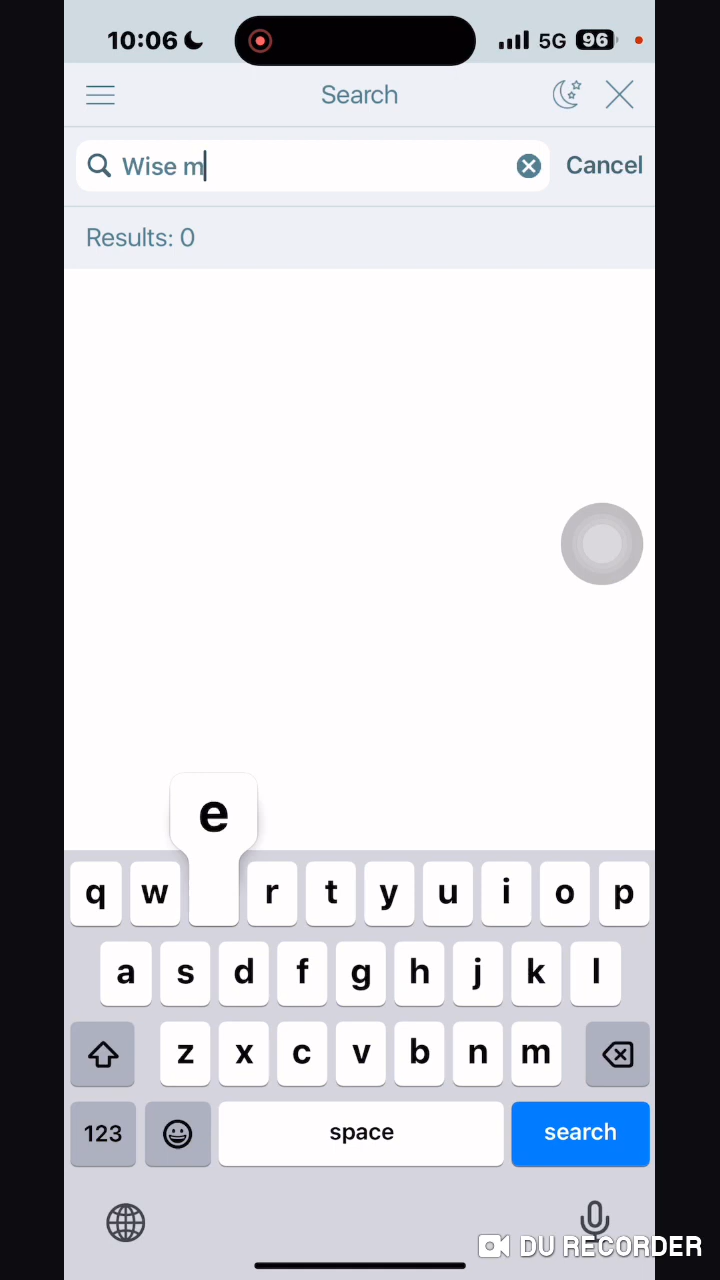 10:06 5G 96
Search
Wise m Cancel
Results: 0
e
q w r t y u i o p
a s d f g h j k l
z x c v b n m
123 space search
DU RECORDER